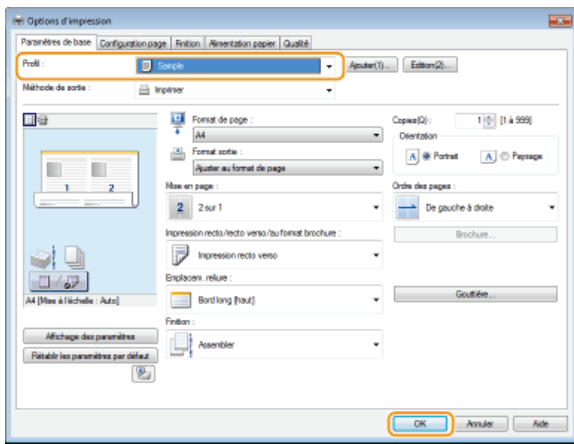 Options d'impression
Paramètres de base Configuration page Finition Alimentation papier Qualité
Profil : Sample Ajouter(1)... Edition(2)...
Méthode de sortie : Imprimer
Format de page : Copies(Q) : 1 [1 à 999]
A4 Orientation
Format sortie : A Portrait A Paysage
Ajuster au format de page
Mise en page : Ordre des pages :
1 2 2 2 sur 1 De gauche à droite
Impression recto/recto verso/au format brochure : Brochure...
Impression recto verso
Emplacem. reliure :
A4 [Mise à l'échelle : Auto] Bord long [haut] Gouttière...
Finition :
Affichage des paramètres Assembler
Rétablir les paramètres par défaut
OK Annuler Aide